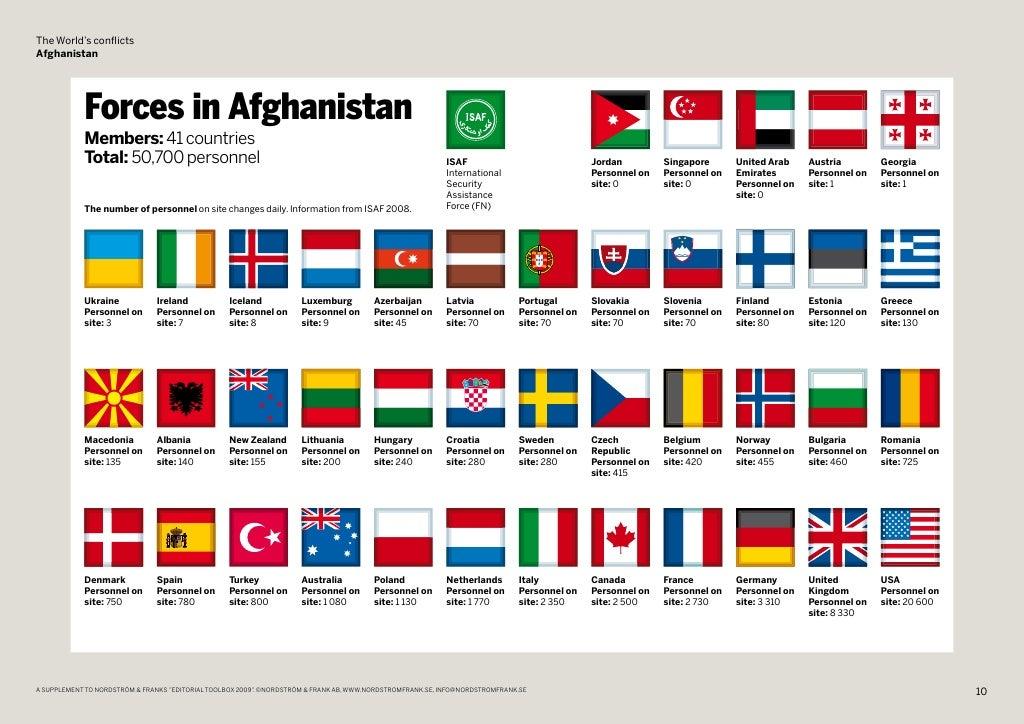 The World's conflicts
Afghanistan
Forces in Afghanistan
Members: 41 countries
Total: 50,700 personnel
The number of personnel on site changes daily. Information from ISAF 2008.
ISAF
ISAF
International
Security
Assistance
Force (FN)
Jordan
Personnel on
site: 0
Singapore
Personnel on
site: 0
United Arab
Emirates
Personnel on
site: 0
Austria
Personnel on
site: 1
Georgia
Personnel on
site: 1
Ukraine
Personnel on
site: 3
Ireland
Personnel on
site: 7
Iceland
Personnel on
site: 8
Luxemburg
Personnel on
site: 9
Azerbaijan
Personnel on
site: 45
Latvia
Personnel on
site: 70
Portugal
Personnel on
site: 70
Slovakia
Personnel on
site: 70
Slovenia
Personnel on
site: 70
Finland
Personnel on
site: 80
Estonia
Personnel on
site: 120
Greece
Personnel on
site: 130
Macedonia
Personnel on
site: 135
Albania
Personnel on
site: 140
New Zealand
Personnel on
site: 155
Lithuania
Personnel on
site: 200
Hungary
Personnel on
site: 240
Croatia
Personnel on
site: 280
Sweden
Personnel on
site: 280
Czech
Republic
Personnel on
site: 415
Belgium
Personnel on
site: 420
Norway
Personnel on
site: 455
Bulgaria
Personnel on
site: 460
Romania
Personnel on
site: 725
Denmark
Personnel on
site: 750
Spain
Personnel on
site: 780
Turkey
Personnel on
site: 800
Australia
Personnel on
site: 1 080
Poland
Personnel on
site: 1 130
Netherlands
Personnel on
site: 1 770
Italy
Personnel on
site: 2 350
Canada
Personnel on
site: 2 500
France
Personnel on
site: 2 730
Germany
Personnel on
site: 3 310
United
Kingdom
Personnel on
site: 8 330
USA
Personnel on
site: 20 600
A SUPPLEMENT TO NORDSTRÖM & FRANKS "EDITORIAL TOOLBOX 2009". ©NORDSTRÖM & FRANK AB, WWW.NORDSTROMFRANK.SE, INFO@NORDSTROMFRANK.SE
10